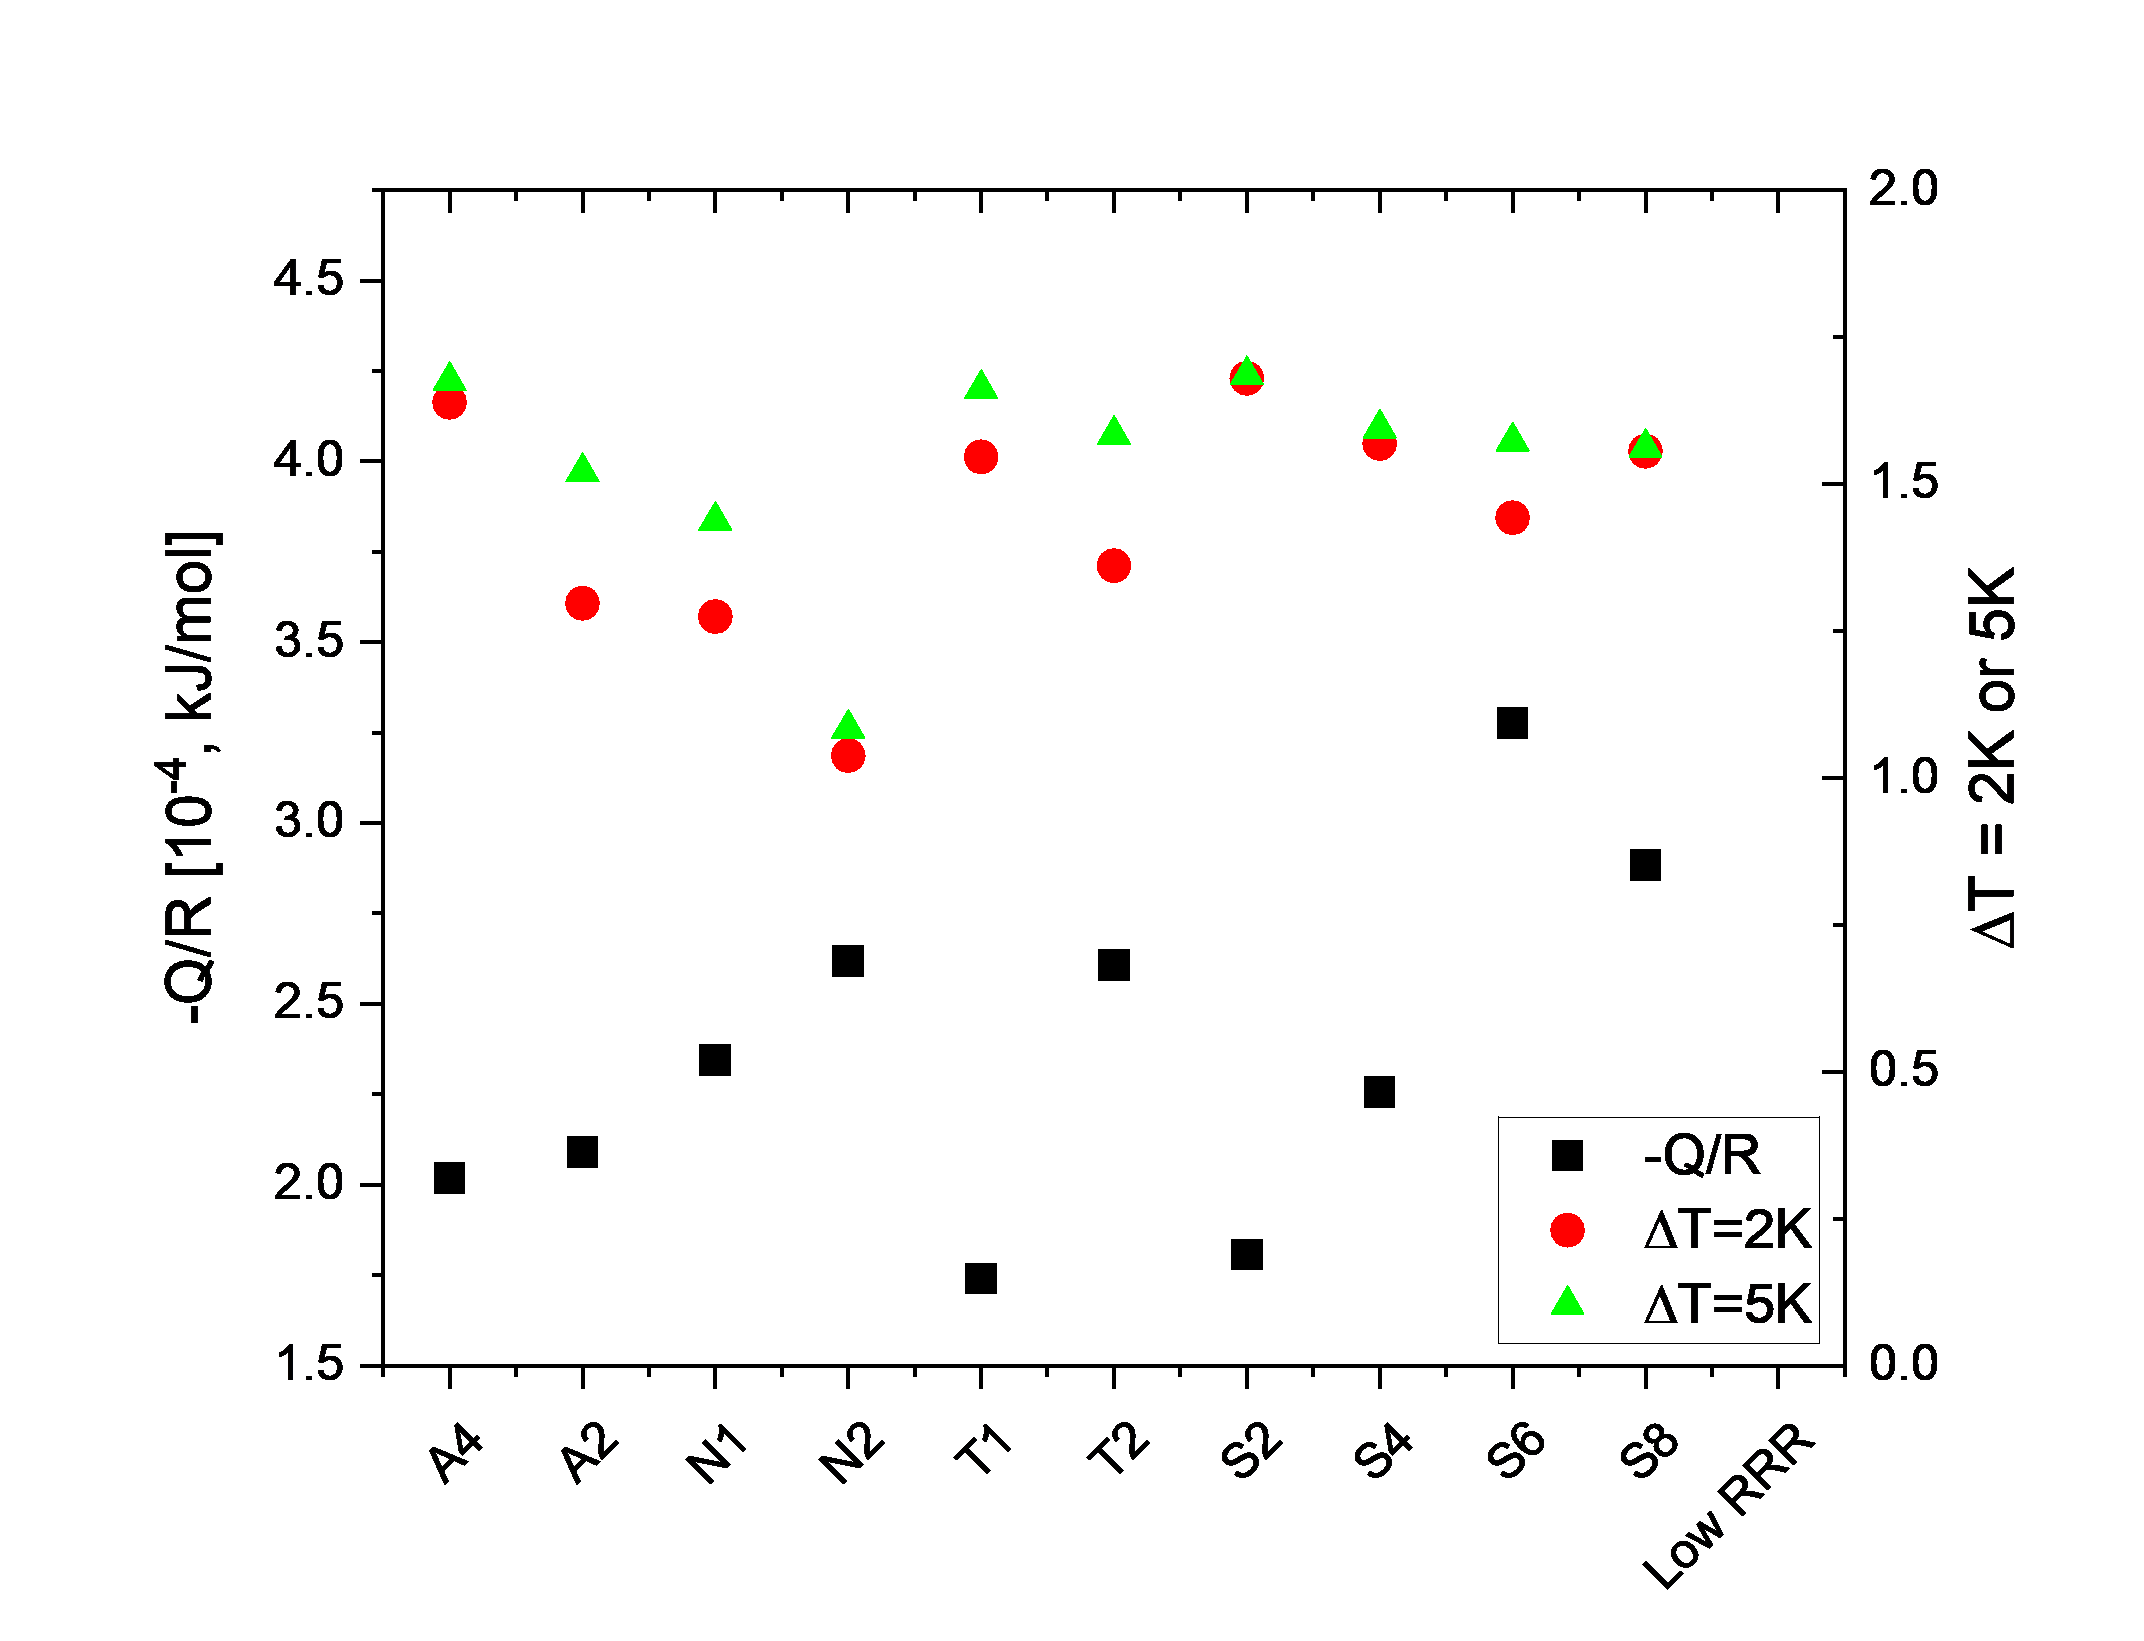 4.5
4.0
3.5
3.0
2.5
2.0
1.5
-Q/R [10⁻⁴, kJ/mol]
2.0
1.5
1.0
0.5
0.0
ΔT = 2K or 5K
-Q/R
ΔT=2K
ΔT=5K
A4
A2
N1
N2
T1
T2
S2
S4
S6
S8
Low RRR